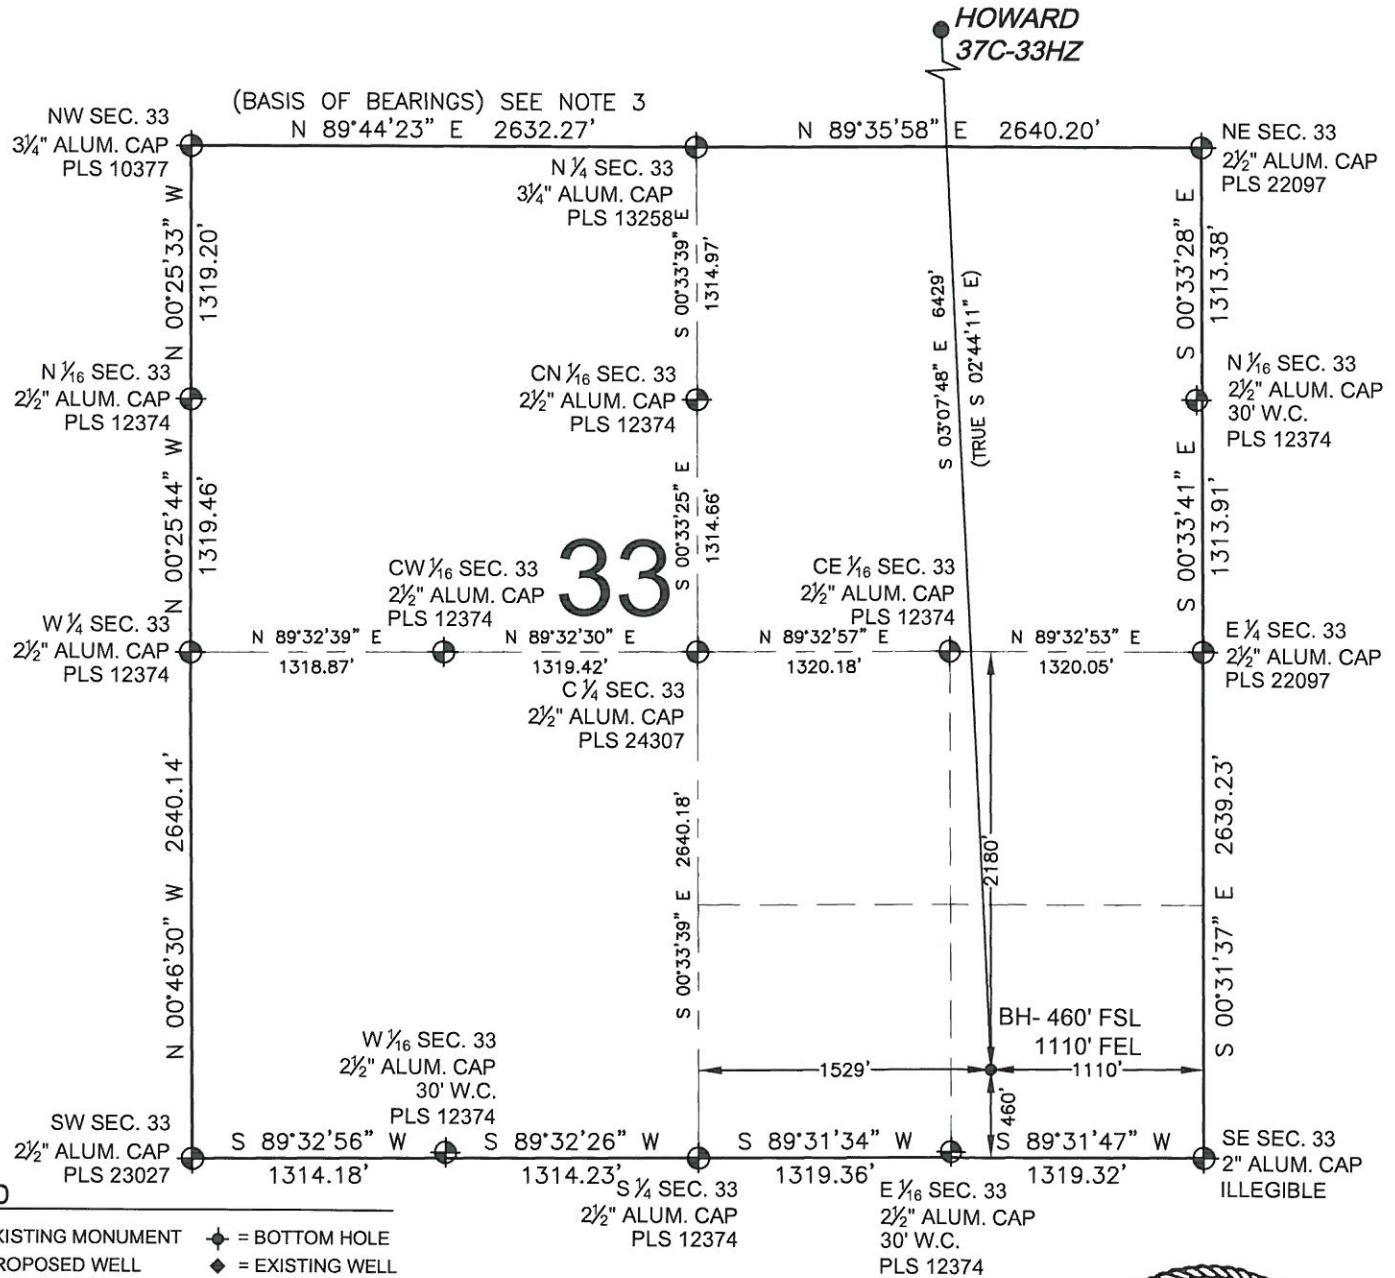 HOWARD
37C-33HZ
(BASIS OF BEARINGS) SEE NOTE 3
N 89°44'23" E 2632.27'
N 89°35'58" E 2640.20'
NW SEC. 33
3¼" ALUM. CAP
PLS 10377
N ¼ SEC. 33
3¼" ALUM. CAP
PLS 13258
NE SEC. 33
2½" ALUM. CAP
PLS 22097
N 00°25'33" W
1319.20'
S 00°33'39" E
1314.97'
S 03°07'48" E 6429'
(TRUE S 02°44'11" E)
S 00°33'28" E
1313.38'
N 1/16 SEC. 33
2½" ALUM. CAP
PLS 12374
CN 1/16 SEC. 33
2½" ALUM. CAP
PLS 12374
N 1/16 SEC. 33
2½" ALUM. CAP
30' W.C.
PLS 12374
N 00°25'44" W
1319.46'
S 00°33'25" E
1314.66'
S 00°33'41" E
1313.91'
33
CW 1/16 SEC. 33
2½" ALUM. CAP
PLS 12374
CE 1/16 SEC. 33
2½" ALUM. CAP
PLS 12374
W ¼ SEC. 33
2½" ALUM. CAP
PLS 12374
N 89°32'39" E
1318.87'
N 89°32'30" E
1319.42'
N 89°32'57" E
1320.18'
N 89°32'53" E
1320.05'
E ¼ SEC. 33
2½" ALUM. CAP
PLS 22097
C ¼ SEC. 33
2½" ALUM. CAP
PLS 24307
N 00°46'30" W 2640.14'
S 00°33'39" E 2640.18'
2180'
S 00°31'37" E 2639.23'
BH- 460' FSL
1110' FEL
1529'
1110'
460'
W 1/16 SEC. 33
2½" ALUM. CAP
30' W.C.
PLS 12374
SW SEC. 33
2½" ALUM. CAP
PLS 23027
S 89°32'56" W
1314.18'
S 89°32'26" W
1314.23'
S 89°31'34" W
1319.36'
S 89°31'47" W
1319.32'
SE SEC. 33
2" ALUM. CAP
ILLEGIBLE
S ¼ SEC. 33
2½" ALUM. CAP
PLS 12374
E 1/16 SEC. 33
2½" ALUM. CAP
30' W.C.
PLS 12374
D
XISTING MONUMENT = BOTTOM HOLE
ROPOSED WELL = EXISTING WELL